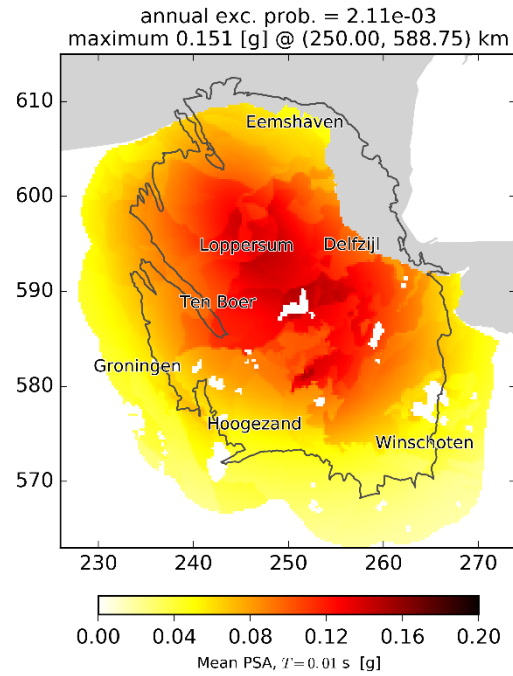 annual exc. prob. = 2.11e-03
maximum 0.151 [g] @ (250.00, 588.75) km
610
Eemshaven
600
Loppersum
Delfzijl
590
Ten Boer
Groningen
580
Hoogezand
Winschoten
570
230
240
250
260
270
0.00
0.04
0.08
0.12
0.16
0.20
Mean PSA, T = 0.01 s [g]